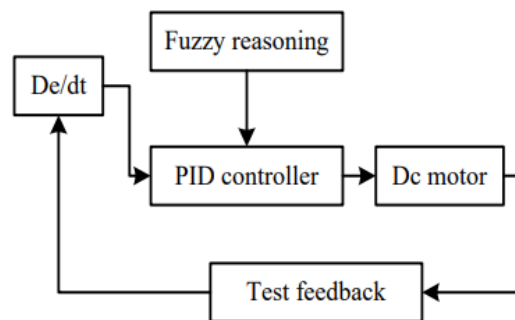 Fuzzy reasoning
De/dt
PID controller
Dc motor
Test feedback